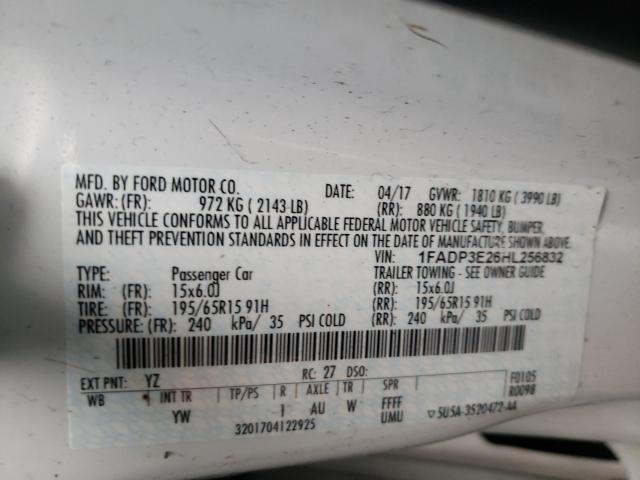 MFD. BY FORD MOTOR CO. DATE: 04/17 GVWR: 1810 KG ( 3990 LB)
GAWR: (FR): 972 KG ( 2143 LB) (RR): 880 KG ( 1940 LB)
THIS VEHICLE CONFORMS TO ALL APPLICABLE FEDERAL MOTOR VEHICLE SAFETY, BUMPER,
AND THEFT PREVENTION STANDARDS IN EFFECT ON THE DATE OF MANUFACTURE SHOWN ABOVE.
VIN: 1FADP3E26HL256832
TYPE: Passenger Car TRAILER TOWING - SEE OWNER GUIDE
RIM: (FR): 15x6.0J (RR): 15x6.0J
TIRE: (FR): 195/65R15 91H (RR): 195/65R15 91H
PRESSURE: (FR): 240 kPa/ 35 PSI COLD (RR): 240 kPa/ 35 PSI COLD
EXT PNT: YZ RC: 27 DSO: F0105
WB INT TR TP/PS R AXLE TR SPR R0098
YW I AU W FFFF
UMU
3201704122925 5U5A-3520472-AA